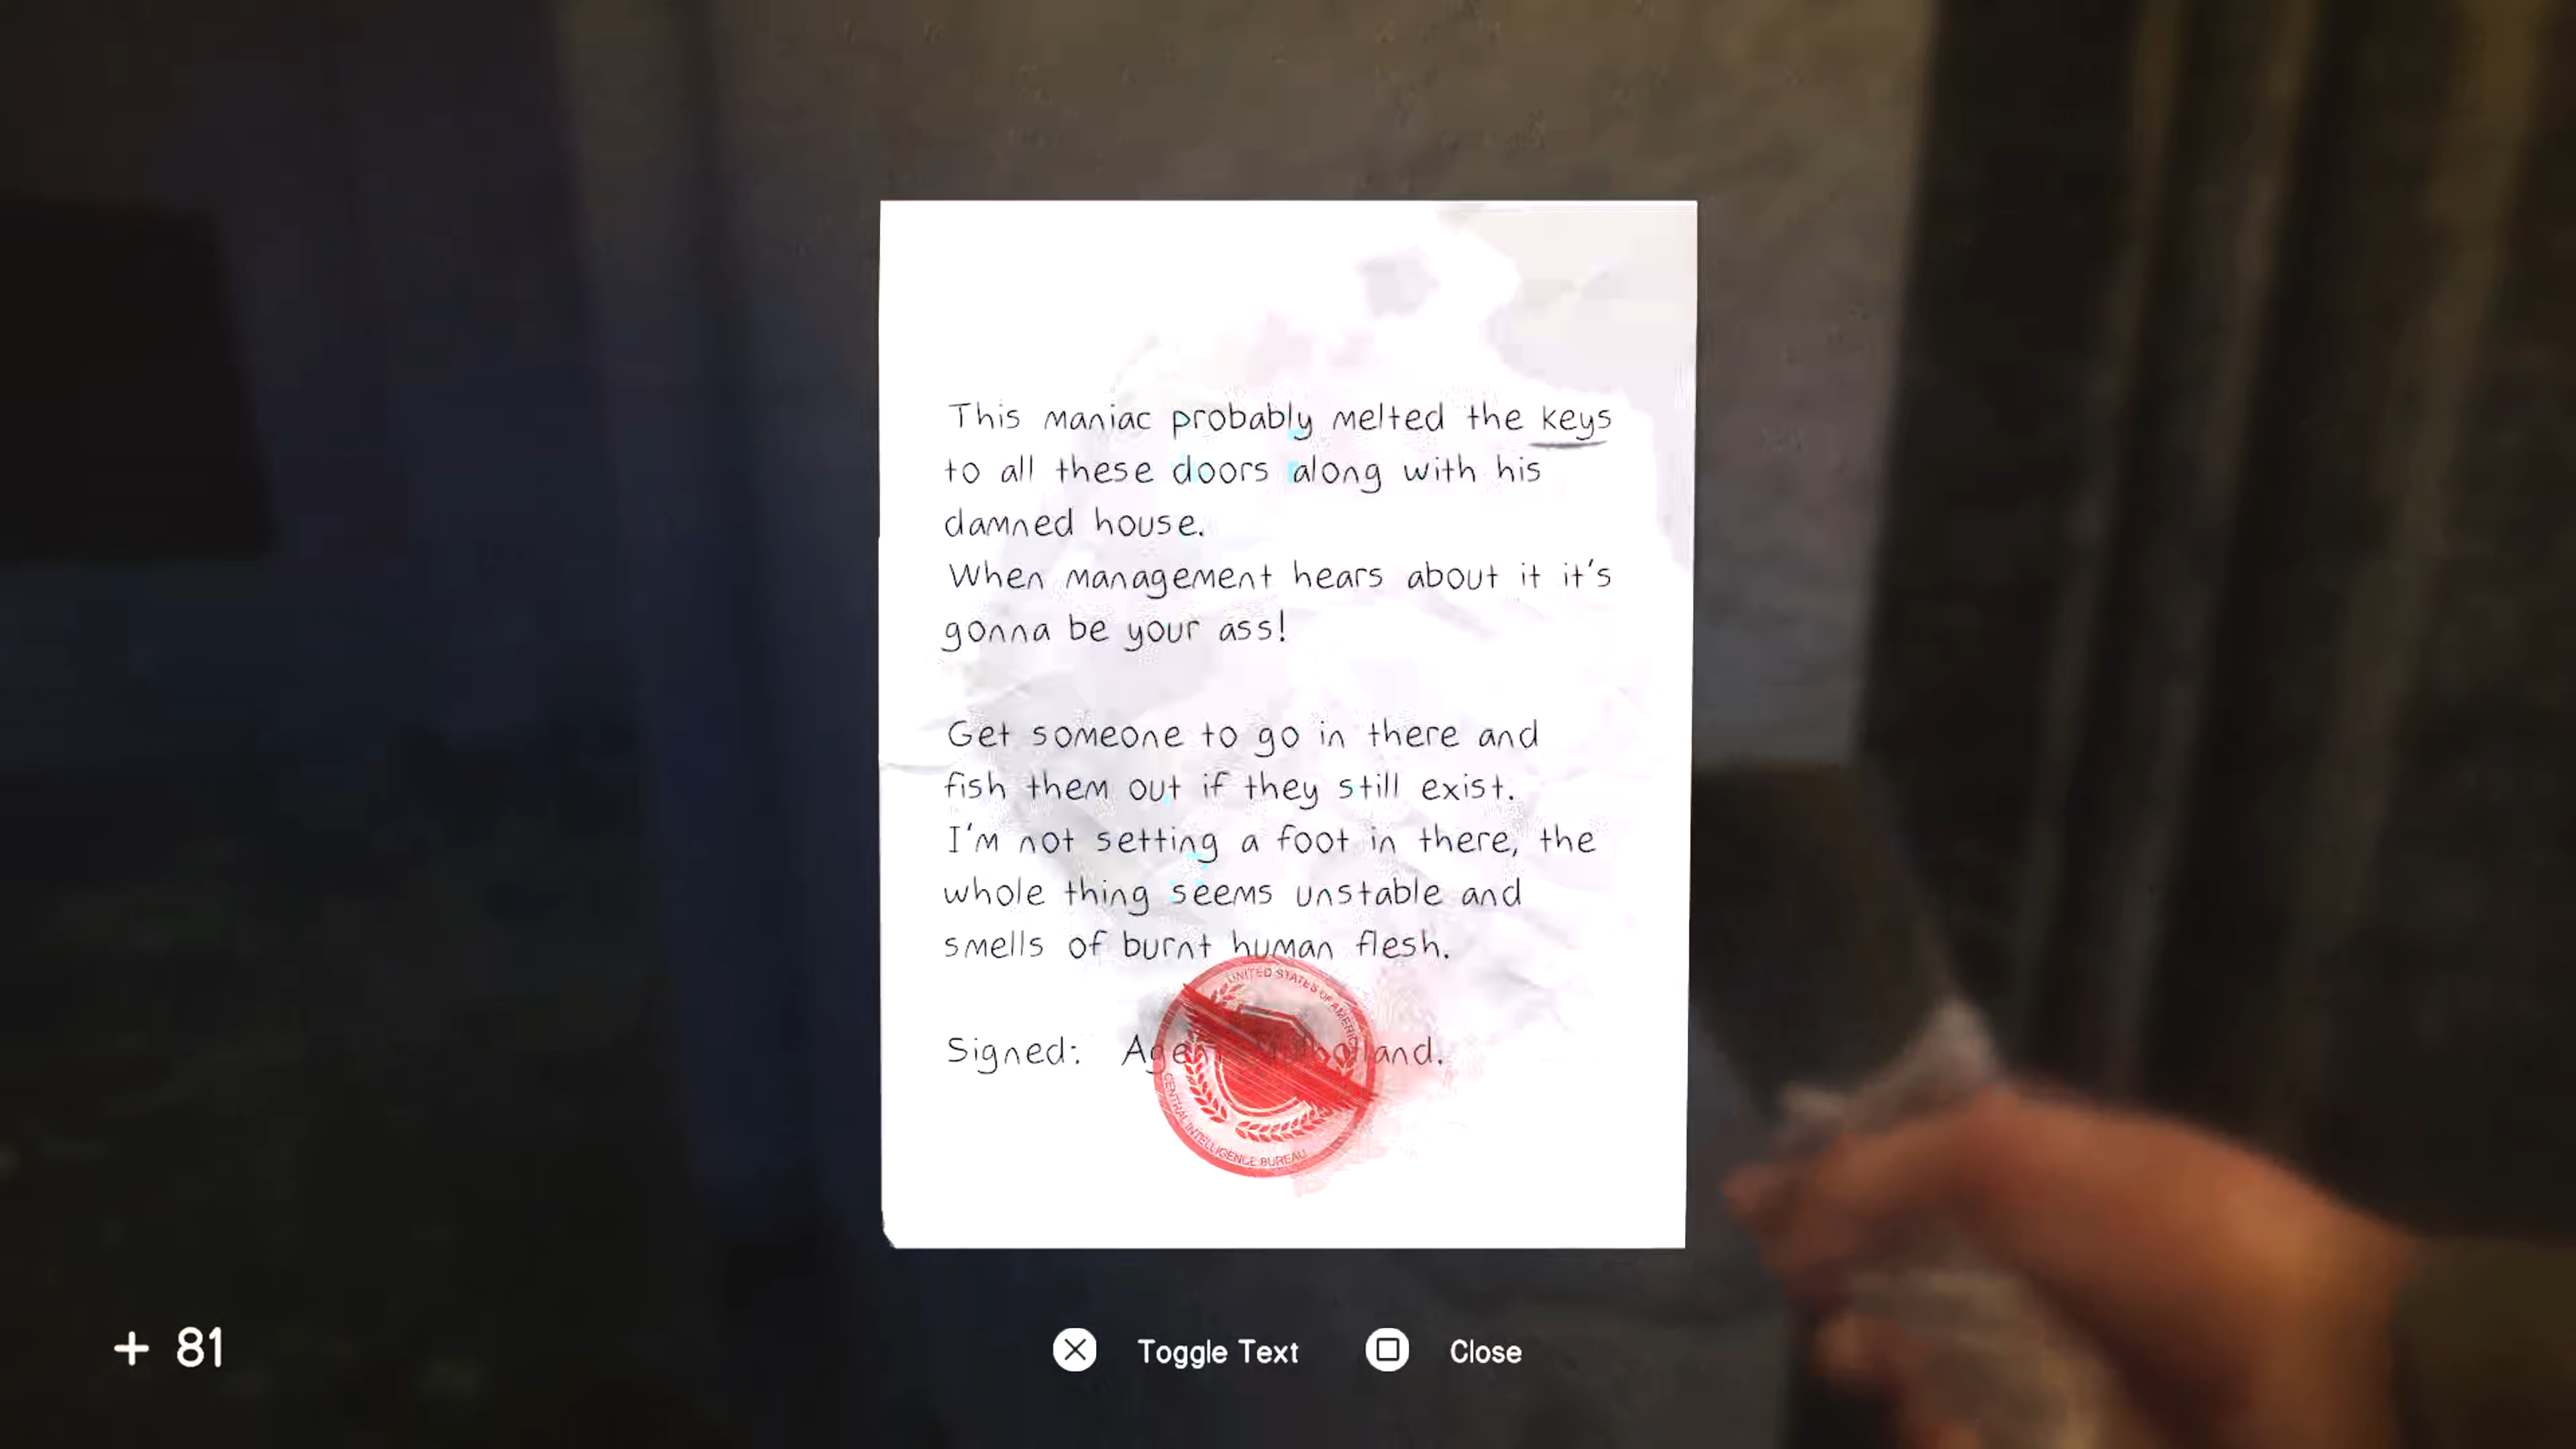 This maniac probably melted the keys
to all these doors along with his
damned house.
When management hears about it it's
gonna be your ass!
Get someone to go in there and
fish them out if they still exist.
I'm not setting a foot in there, the
whole thing seems unstable and
smells of burnt human flesh.
Signed:
UNITED STATES OF AMERICA
CENTRAL INTELLIGENCE BUREAU
+ 81
Toggle Text
Close